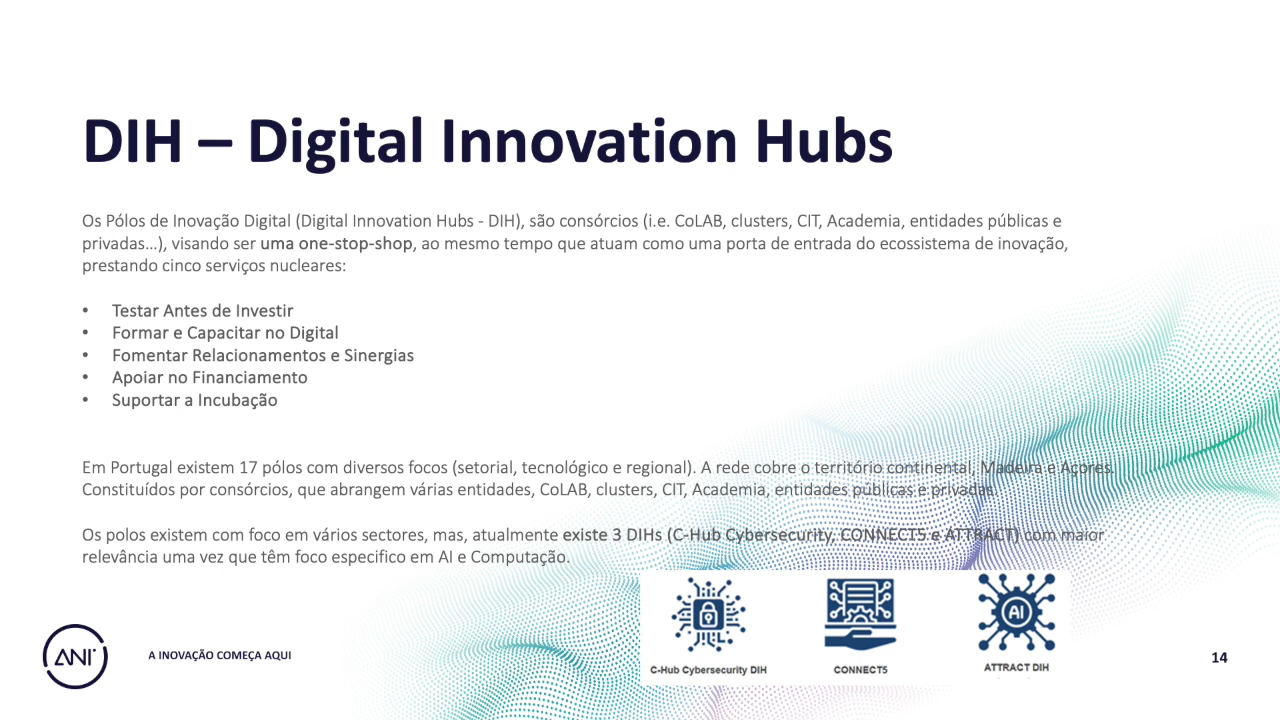 DIH – Digital Innovation Hubs
Os Pólos de Inovação Digital (Digital Innovation Hubs - DIH), são consórcios (i.e. CoLAB, clusters, CIT, Academia, entidades públicas e
privadas…), visando ser uma one-stop-shop, ao mesmo tempo que atuam como uma porta de entrada do ecossistema de inovação,
prestando cinco serviços nucleares:
• Testar Antes de Investir
• Formar e Capacitar no Digital
• Fomentar Relacionamentos e Sinergias
• Apoiar no Financiamento
• Suportar a Incubação
Em Portugal existem 17 pólos com diversos focos (setorial, tecnológico e regional). A rede cobre o território continental, Madeira e Açores.
Constituídos por consórcios, que abrangem várias entidades, CoLAB, clusters, CIT, Academia, entidades públicas e privadas.
Os polos existem com foco em vários sectores, mas, atualmente existe 3 DIHs (C-Hub Cybersecurity, CONNECT5 e ATTRACT) com maior
relevância uma vez que têm foco especifico em AI e Computação.
AI
C-Hub Cybersecurity DIH
CONNECT5
ATTRACT DIH
ANI
A INOVAÇÃO COMEÇA AQUI
14